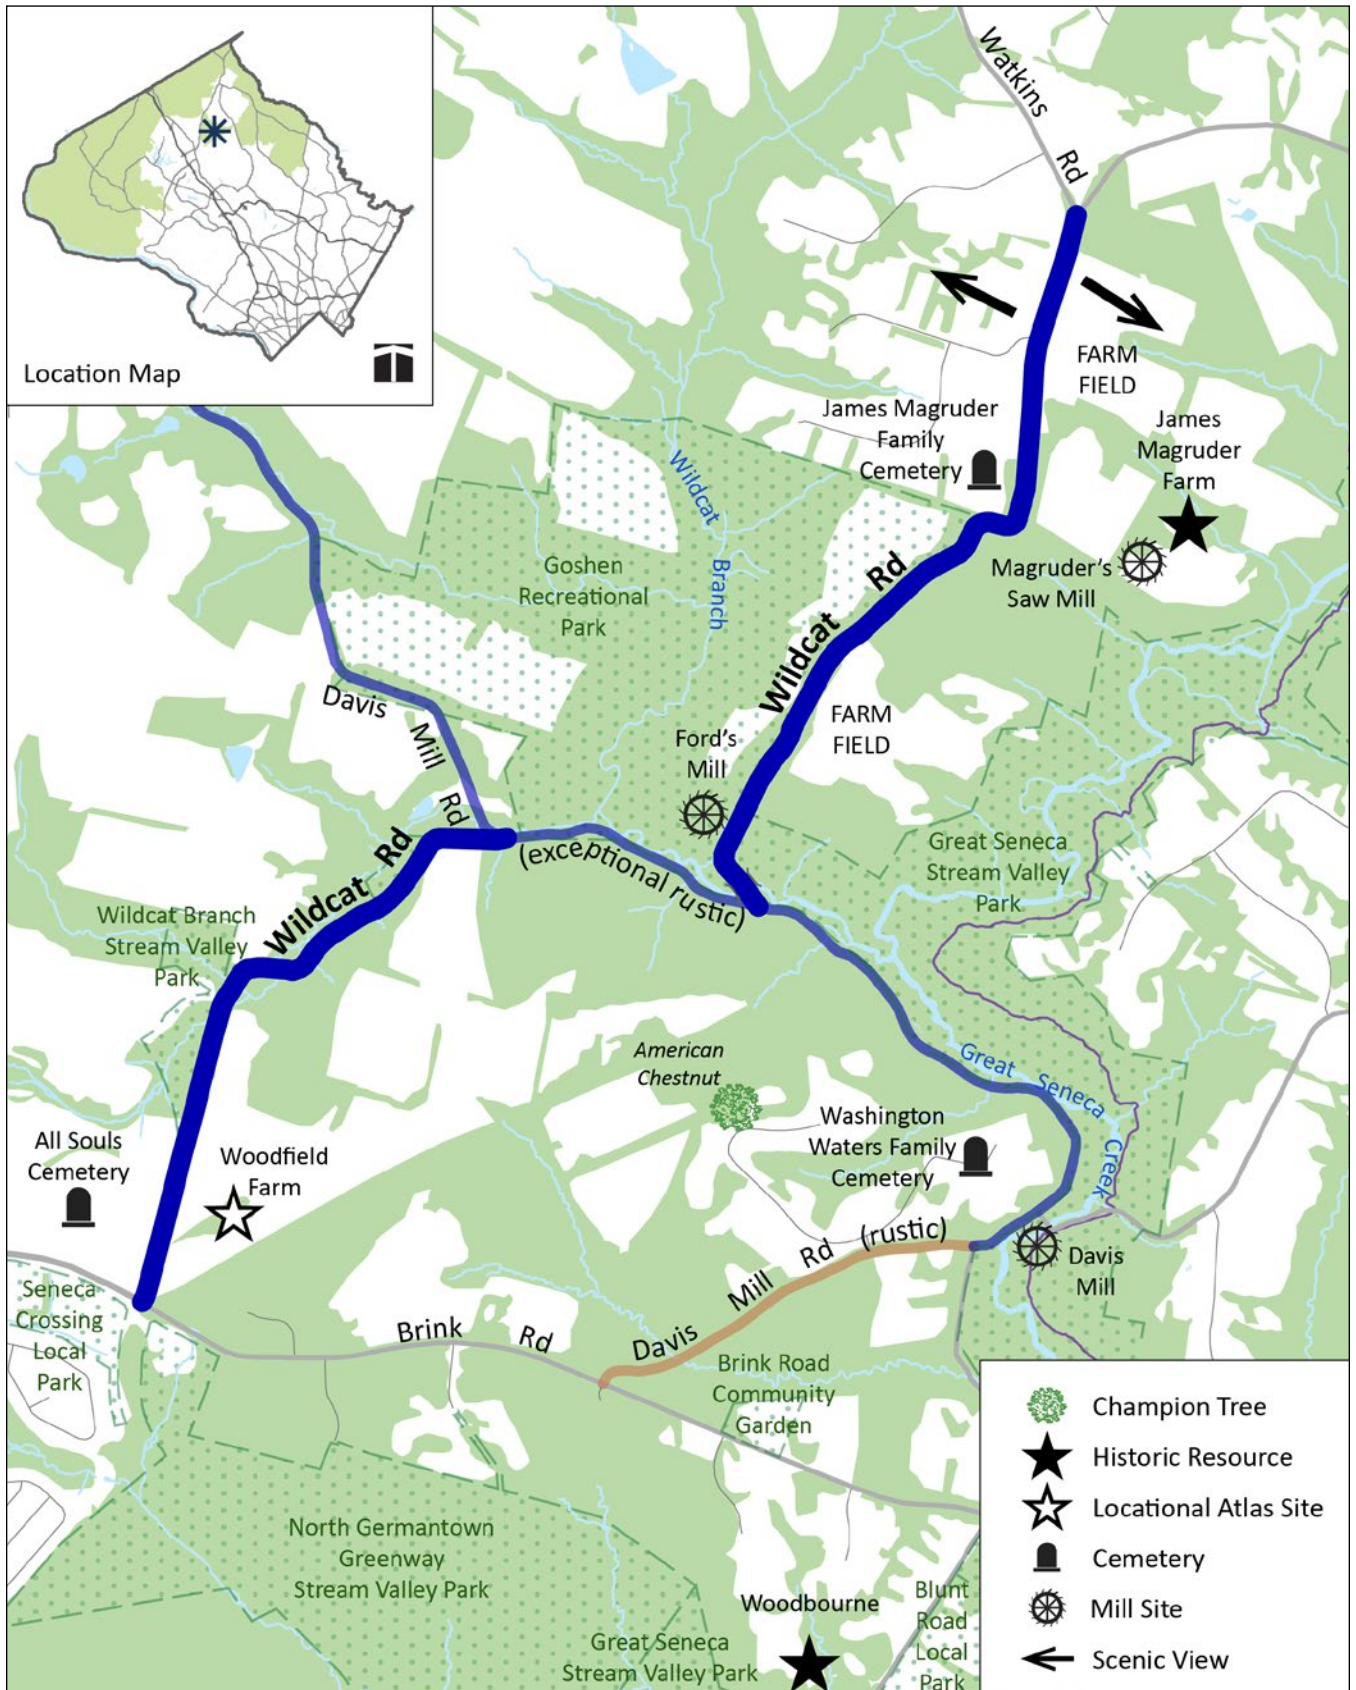 Location Map
Watkins Rd
FARM
FIELD
James Magruder
Family
Cemetery
James
Magruder
Farm
Magruder's
Saw Mill
Wildcat Branch
Goshen
Recreational
Park
Wildcat Rd
Davis Mill Rd
FARM
FIELD
Ford's
Mill
(exceptional rustic)
Great Seneca
Stream Valley
Park
Wildcat Rd
Wildcat Branch
Stream Valley
Park
American
Chestnut
Great Seneca Creek
Washington
Waters Family
Cemetery
All Souls
Cemetery
Woodfield
Farm
Davis Mill Rd (rustic)
Davis
Mill
Seneca
Crossing
Local
Park
Brink Rd
Brink Road
Community
Garden
North Germantown
Greenway
Stream Valley Park
Woodbourne
Great Seneca
Stream Valley Park
Blunt
Road
Local
Park
Champion Tree
Historic Resource
Locational Atlas Site
Cemetery
Mill Site
Scenic View